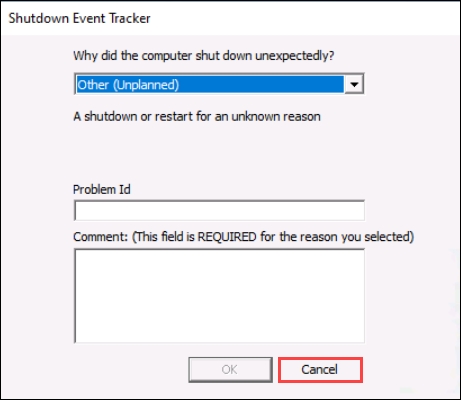 Shutdown Event Tracker
Why did the computer shut down unexpectedly?
Other (Unplanned)
A shutdown or restart for an unknown reason
Problem Id
Comment: (This field is REQUIRED for the reason you selected)
OK
Cancel